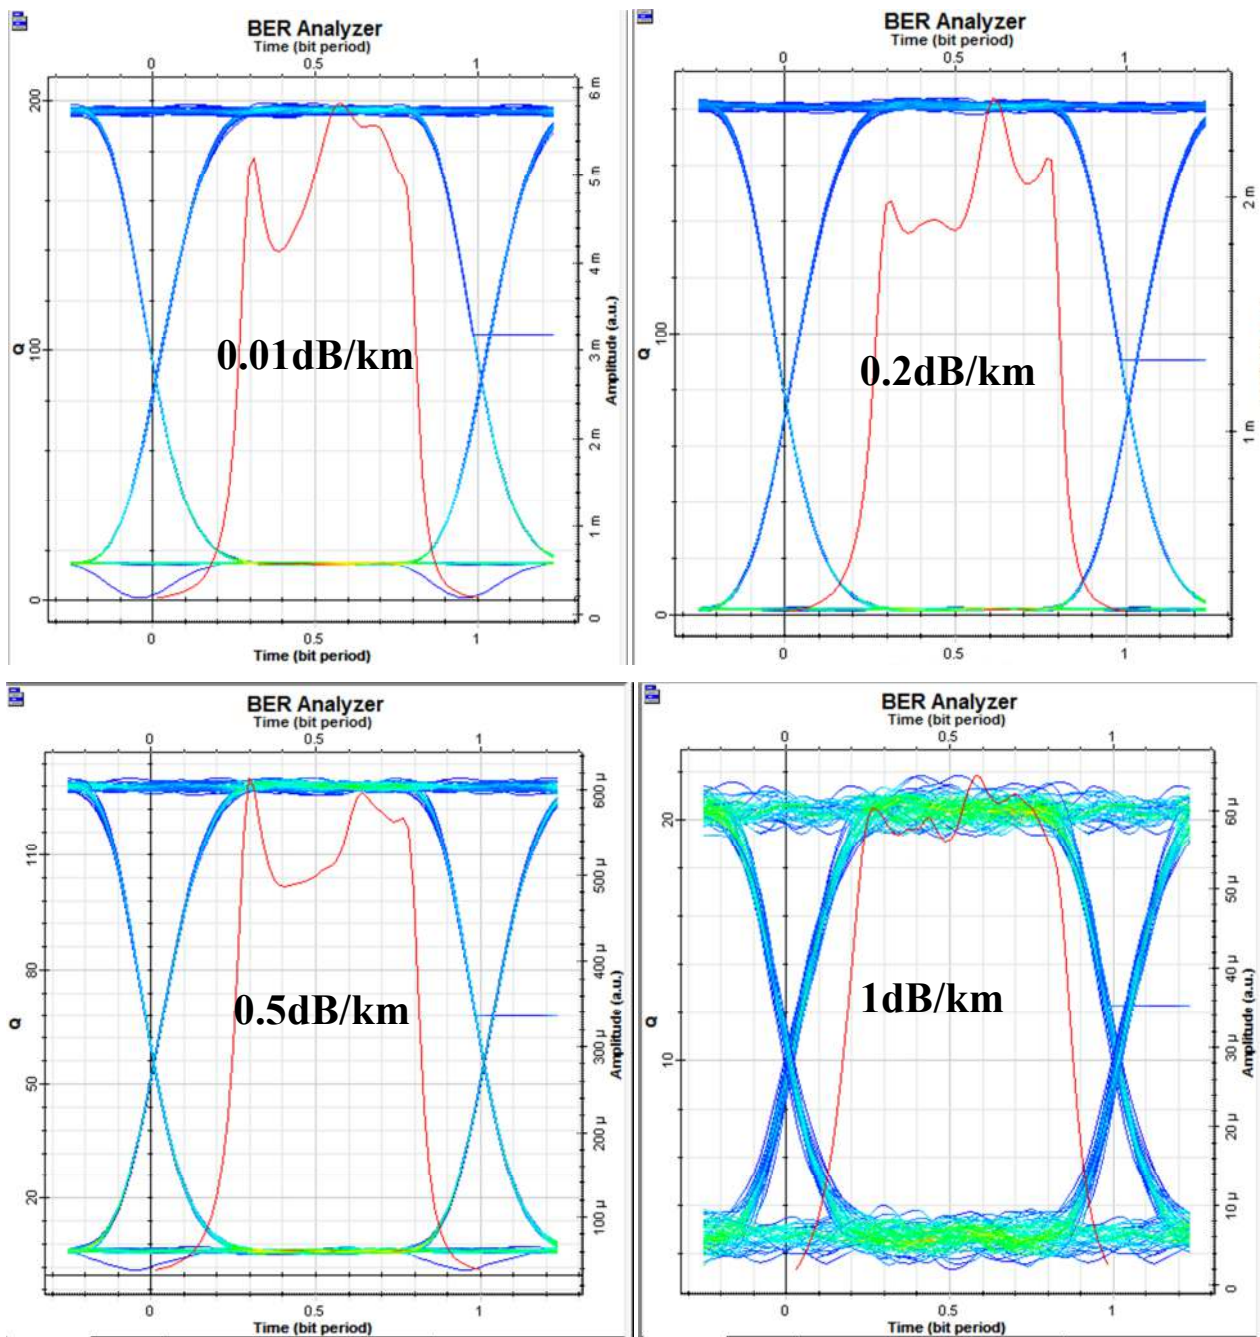 BER Analyzer
Time (bit period)
0 0.5 1
200
100
0
Q
0.01dB/km
6 m
5 m
4 m
3 m
2 m
1 m
0
Amplitude (a.u.)
0 0.5 1
Time (bit period)
BER Analyzer
Time (bit period)
0 0.5 1
100
0
0.2dB/km
2 m
1 m
0 0.5 1
BER Analyzer
Time (bit period)
0 0.5 1
110
80
50
20
Q
0.5dB/km
600 µ
500 µ
400 µ
300 µ
200 µ
100 µ
Amplitude (a.u.)
0 0.5 1
Time (bit period)
BER Analyzer
Time (bit period)
0 0.5 1
20
10
Q
1dB/km
60 µ
50 µ
40 µ
30 µ
20 µ
10 µ
0
Amplitude (a.u.)
0 0.5 1
Time (bit period)